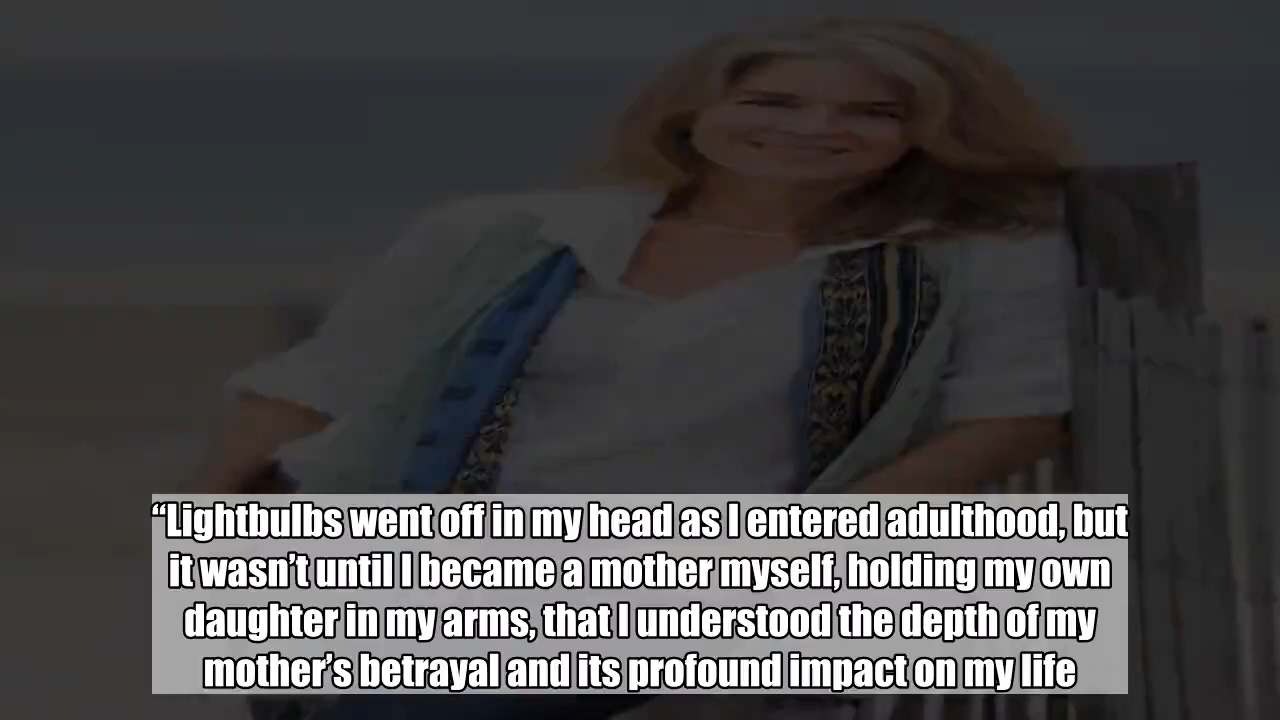 “Lightbulbs went off in my head as I entered adulthood, but
it wasn’t until I became a mother myself, holding my own
daughter in my arms, that I understood the depth of my
mother’s betrayal and its profound impact on my life